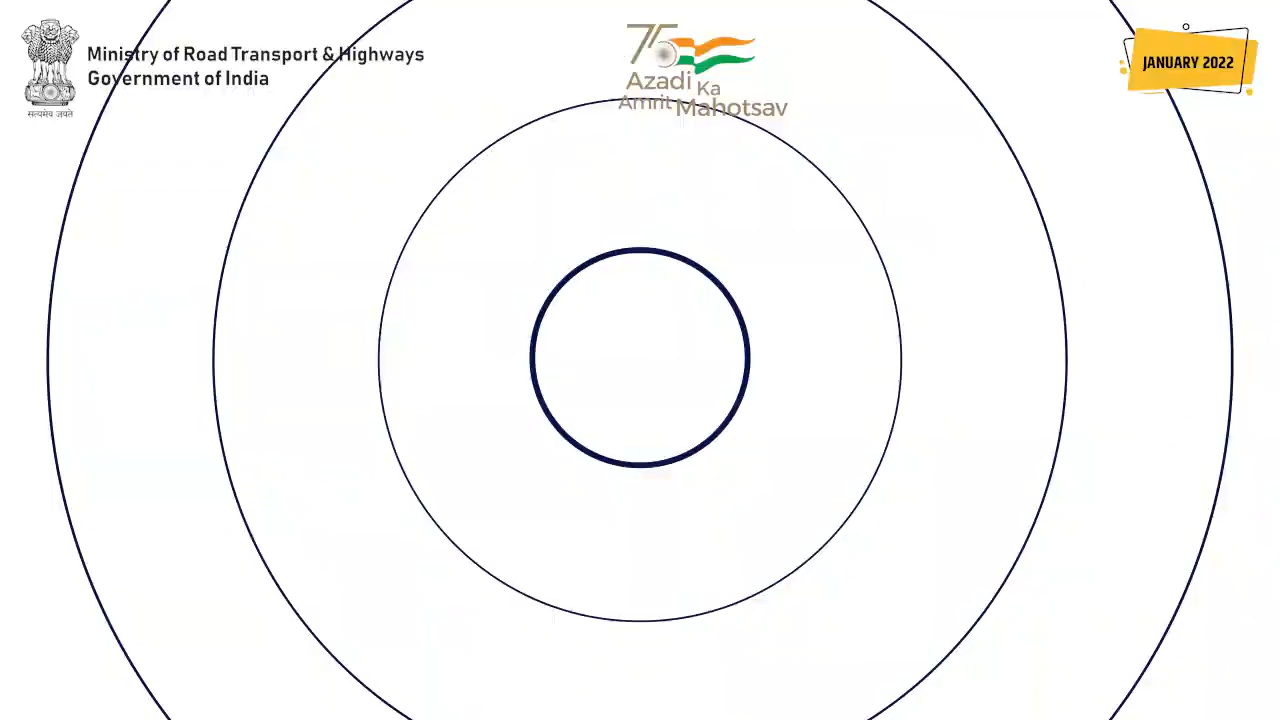 Ministry of Road Transport & Highways
Government of India
सत्यमेव जयते
75
Azadi Ka
Amrit Mahotsav
JANUARY 2022